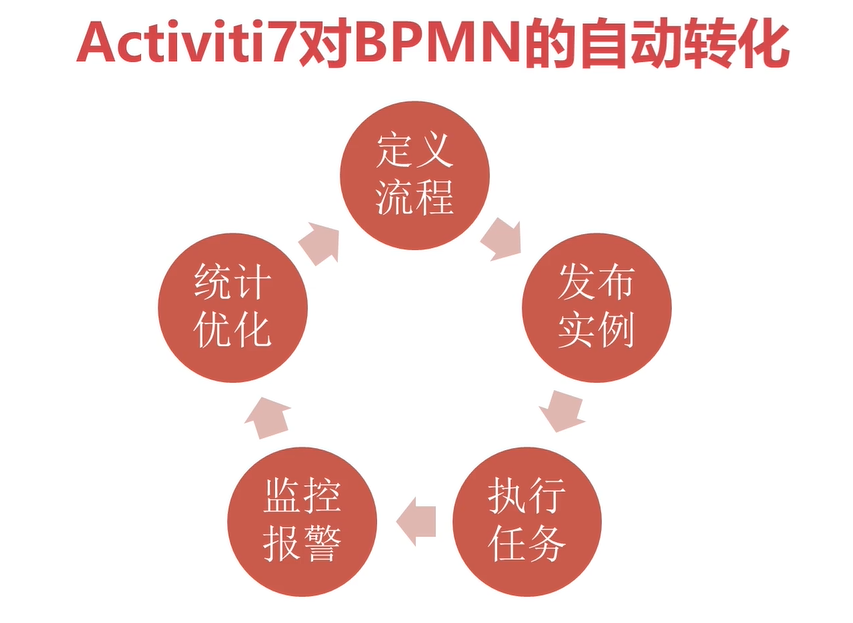 Activiti7对BPMN的自动转化
定义
流程
发布
实例
执行
任务
监控
报警
统计
优化